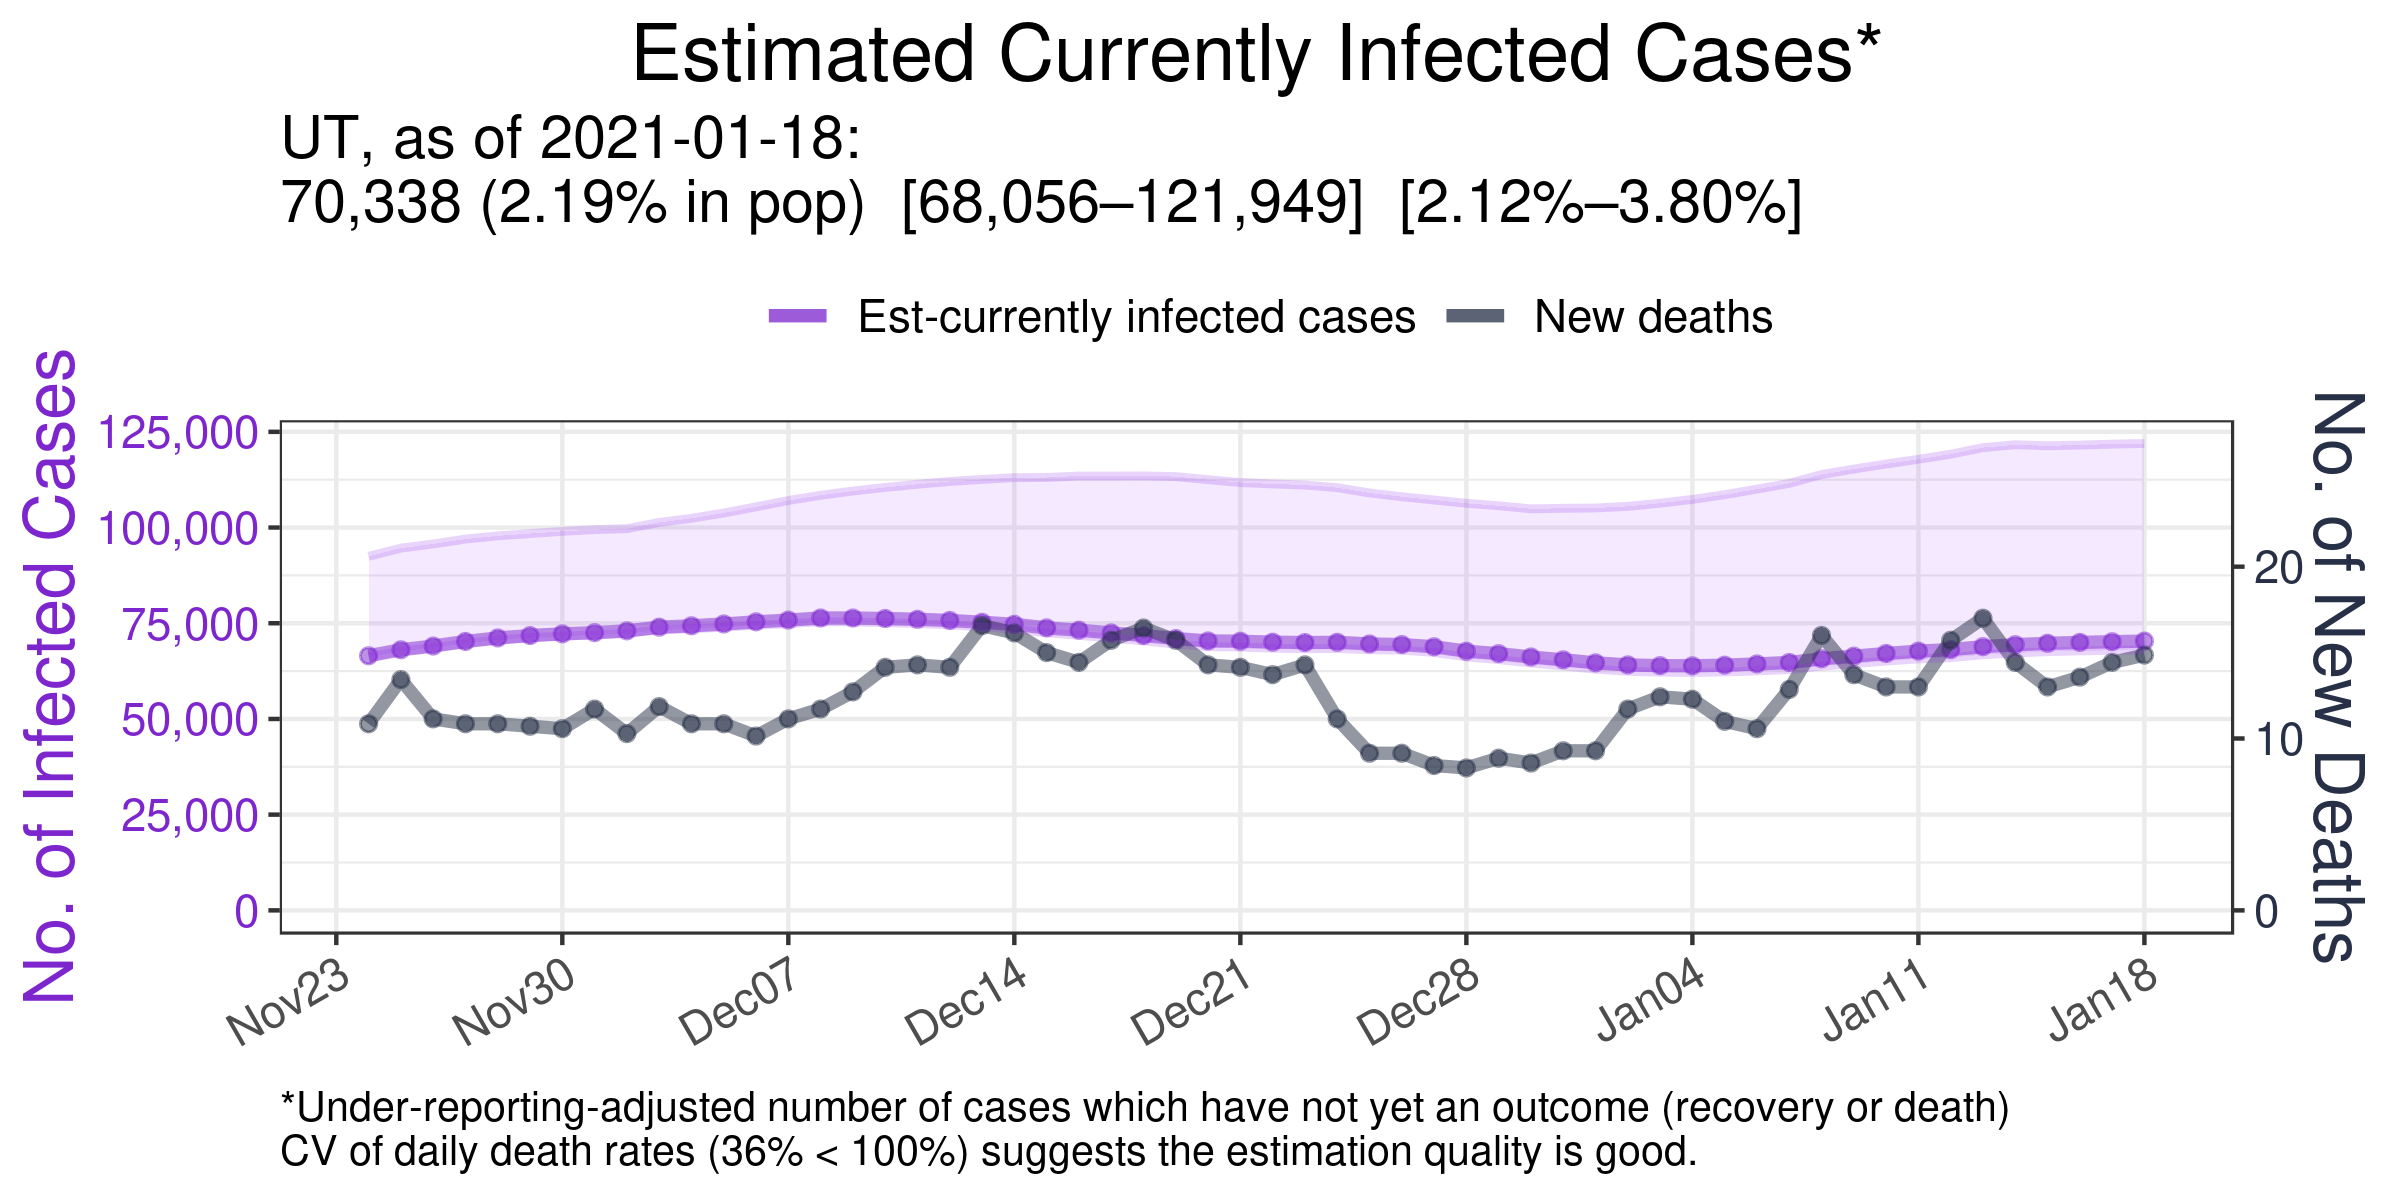 Estimated Currently Infected Cases*
UT, as of 2021-01-18:
70,338 (2.19% in pop)  [68,056–121,949]  [2.12%–3.80%]
Est-currently infected cases
New deaths
No. of Infected Cases
125,000
100,000
75,000
50,000
25,000
0
No. of New Deaths
20
10
0
Nov23
Nov30
Dec07
Dec14
Dec21
Dec28
Jan04
Jan11
Jan18
*Under-reporting-adjusted number of cases which have not yet an outcome (recovery or death)
CV of daily death rates (36% < 100%) suggests the estimation quality is good.